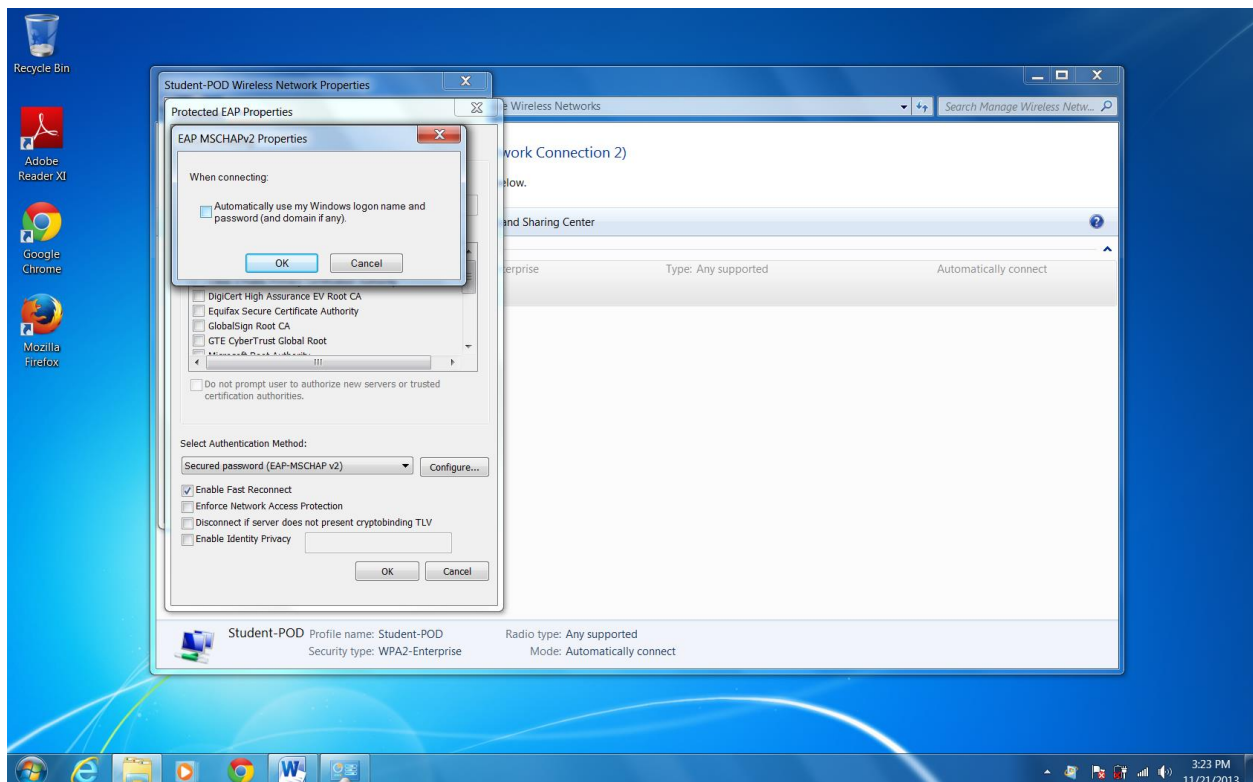 Recycle Bin
Adobe
Reader XI
Google
Chrome
Mozilla
Firefox
Student-POD Wireless Network Properties
Protected EAP Properties
EAP MSCHAPv2 Properties
When connecting:
Automatically use my Windows logon name and
password (and domain if any).
OK Cancel
DigiCert High Assurance EV Root CA
Equifax Secure Certificate Authority
GlobalSign Root CA
GTE CyberTrust Global Root
Do not prompt user to authorize new servers or trusted
certification authorities.
Select Authentication Method:
Secured password (EAP-MSCHAP v2) Configure...
Enable Fast Reconnect
Enforce Network Access Protection
Disconnect if server does not present cryptobinding TLV
Enable Identity Privacy
OK Cancel
Wireless Networks
Search Manage Wireless Netw...
work Connection 2)
elow.
and Sharing Center
erprise Type: Any supported Automatically connect
Student-POD Profile name: Student-POD Radio type: Any supported
Security type: WPA2-Enterprise Mode: Automatically connect
3:23 PM
11/21/2013